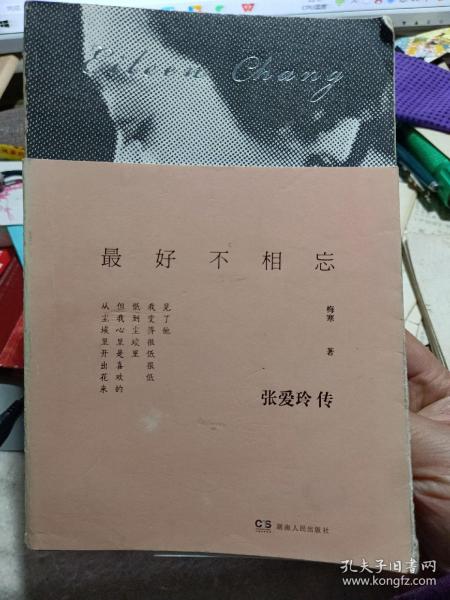 Eileen Chang
最好不相忘
梅寒 著
见了他
我变得很低很低
低到尘埃里
但我心里是喜欢的
从尘埃里开出花来
张爱玲 传
CS 湖南人民出版社
孔夫子旧书网
www.kongfz.com